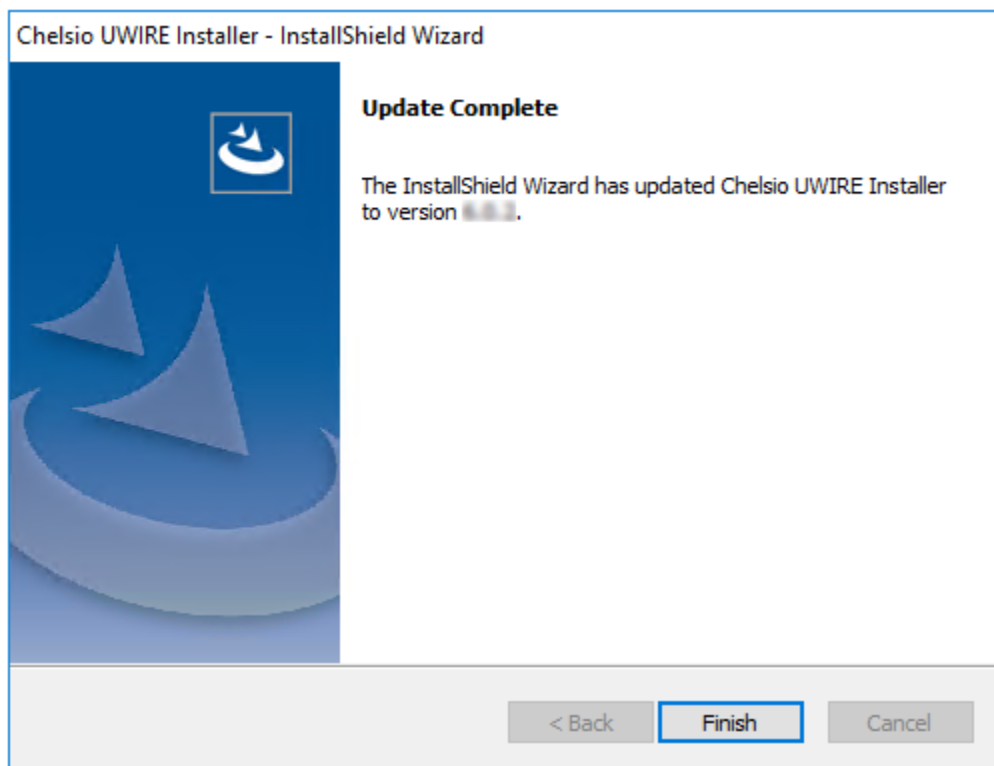 Chelsio UWIRE Installer - InstallShield Wizard
Update Complete
The InstallShield Wizard has updated Chelsio UWIRE Installer
to version .
< Back
Finish
Cancel